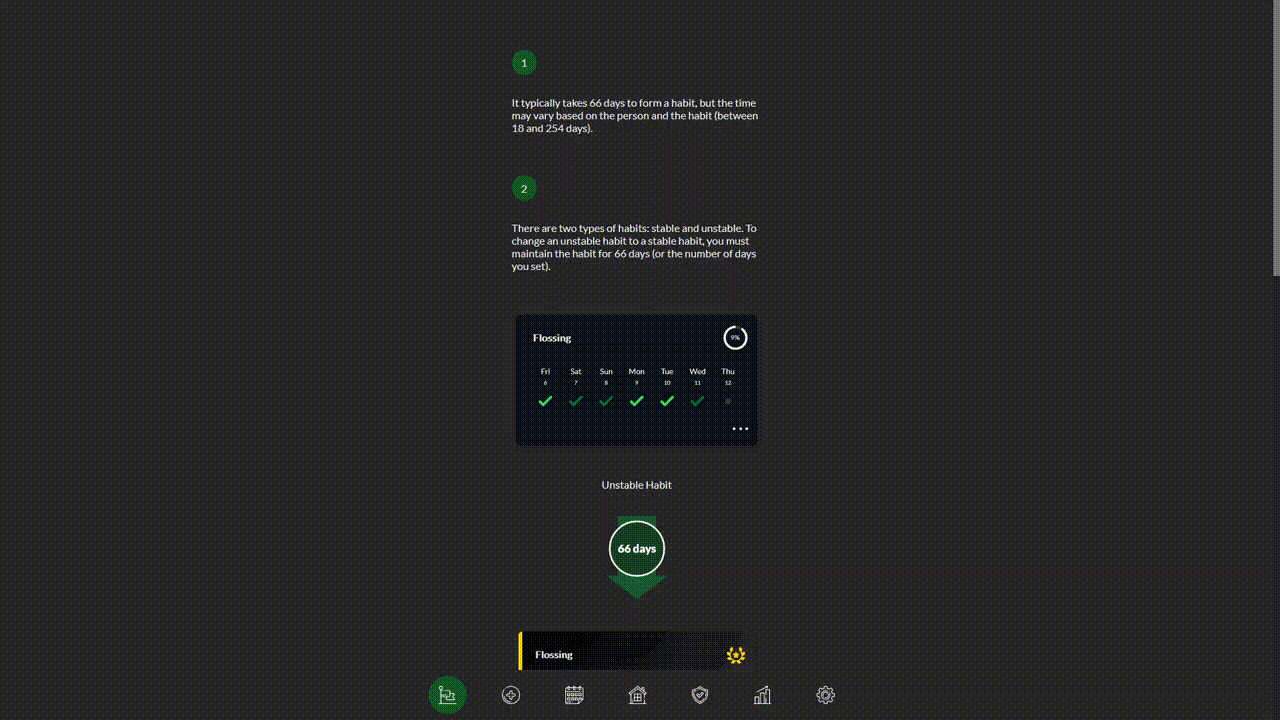 1
It typically takes 66 days to form a habit, but the time
may vary based on the person and the habit (between
18 and 254 days).
2
There are two types of habits: stable and unstable. To
change an unstable habit to a stable habit, you must
maintain the habit for 66 days (or the number of days
you set).
Flossing 9%
Fri Sat Sun Mon Tue Wed Thu
6 7 8 9 10 11 12
Unstable Habit
66 days
Flossing